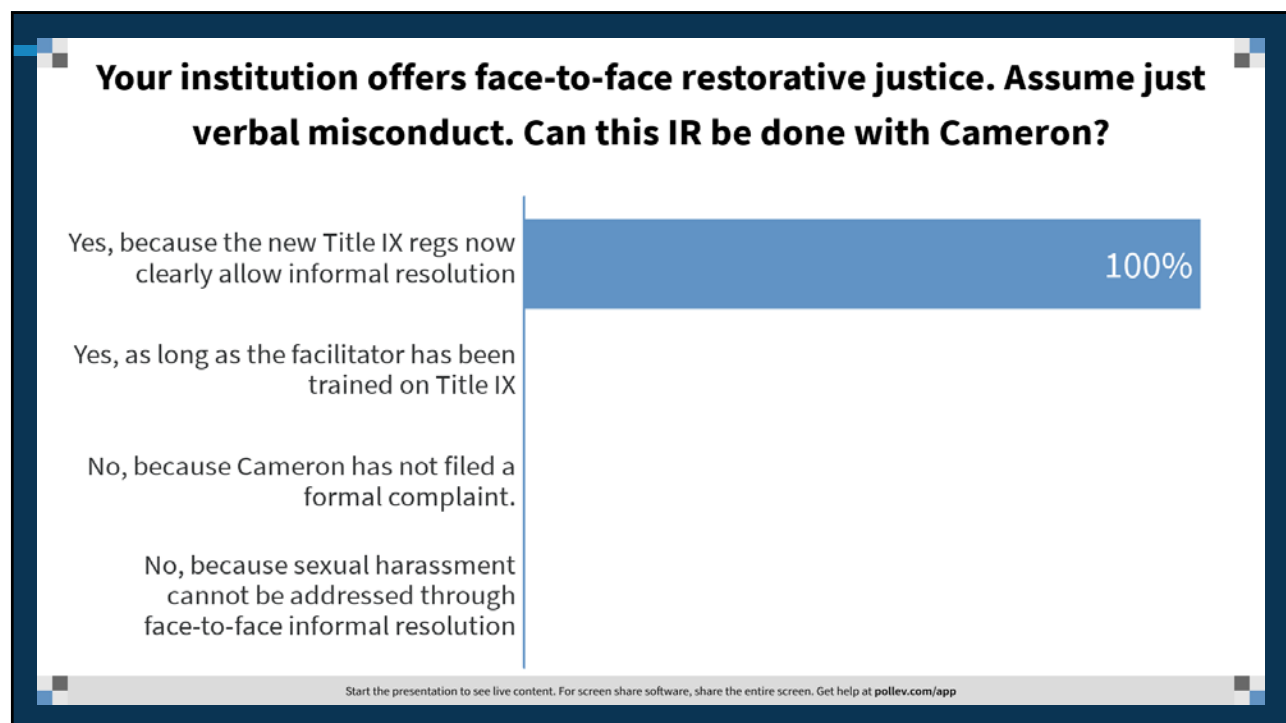 Your institution offers face-to-face restorative justice. Assume just
verbal misconduct. Can this IR be done with Cameron?
Yes, because the new Title IX regs now
clearly allow informal resolution
100%
Yes, as long as the facilitator has been
trained on Title IX
No, because Cameron has not filed a
formal complaint.
No, because sexual harassment
cannot be addressed through
face-to-face informal resolution
Start the presentation to see live content. For screen share software, share the entire screen. Get help at pollev.com/app